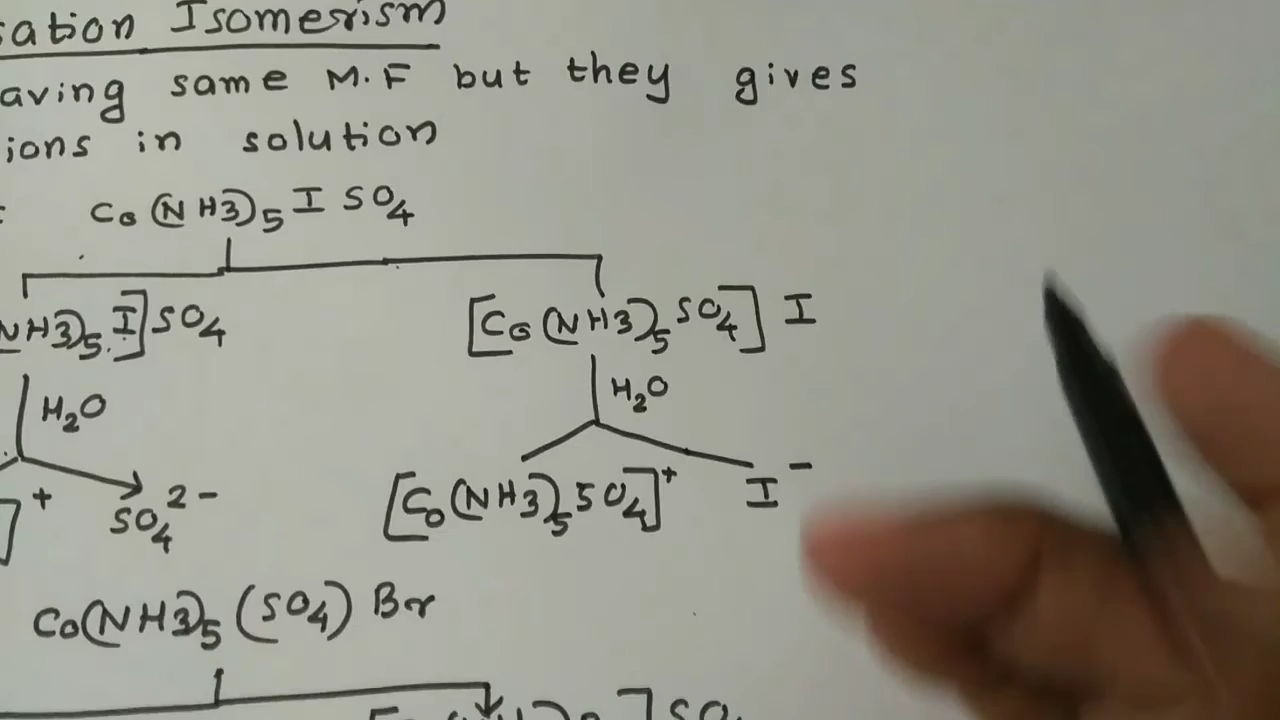 sation Isomerism
aving same M.F but they gives
ions in solution
Co(NH3)5 I SO4
NH3)5 I]SO4 [Co(NH3)5 SO4] I
H2O H2O
]+ SO4 2- [Co(NH3)5 SO4]+ I-
Co(NH3)5 (SO4) Br